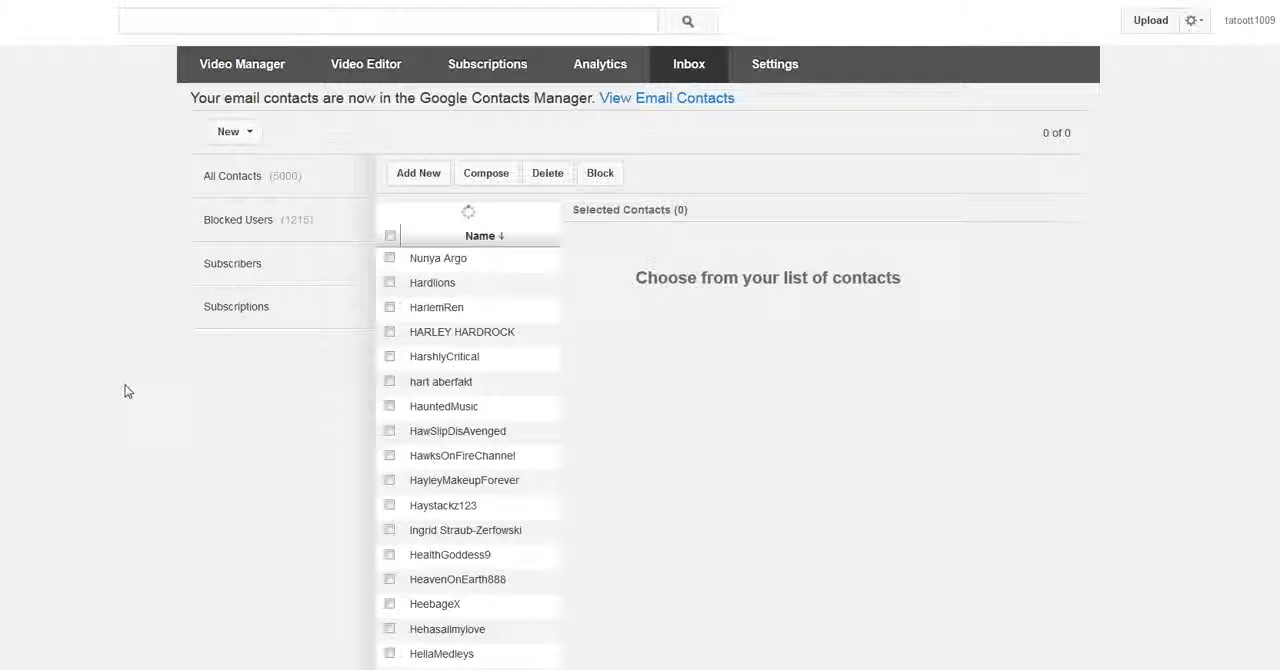 Upload
tatoott1009
Video Manager Video Editor Subscriptions Analytics Inbox Settings
Your email contacts are now in the Google Contacts Manager. View Email Contacts
New
0 of 0
All Contacts (5000)
Blocked Users (1215)
Subscribers
Subscriptions
Add New Compose Delete Block
Name ↓
Selected Contacts (0)
Choose from your list of contacts
Nunya Argo
Hardlions
HarlemRen
HARLEY HARDROCK
HarshlyCritical
hart aberfakt
HauntedMusic
HawSlipDisAvenged
HawksOnFireChannel
HayleyMakeupForever
Haystackz123
Ingrid Straub-Zerfowski
HealthGoddess9
HeavenOnEarth888
HeebageX
Hehasallmylove
HellaMedleys